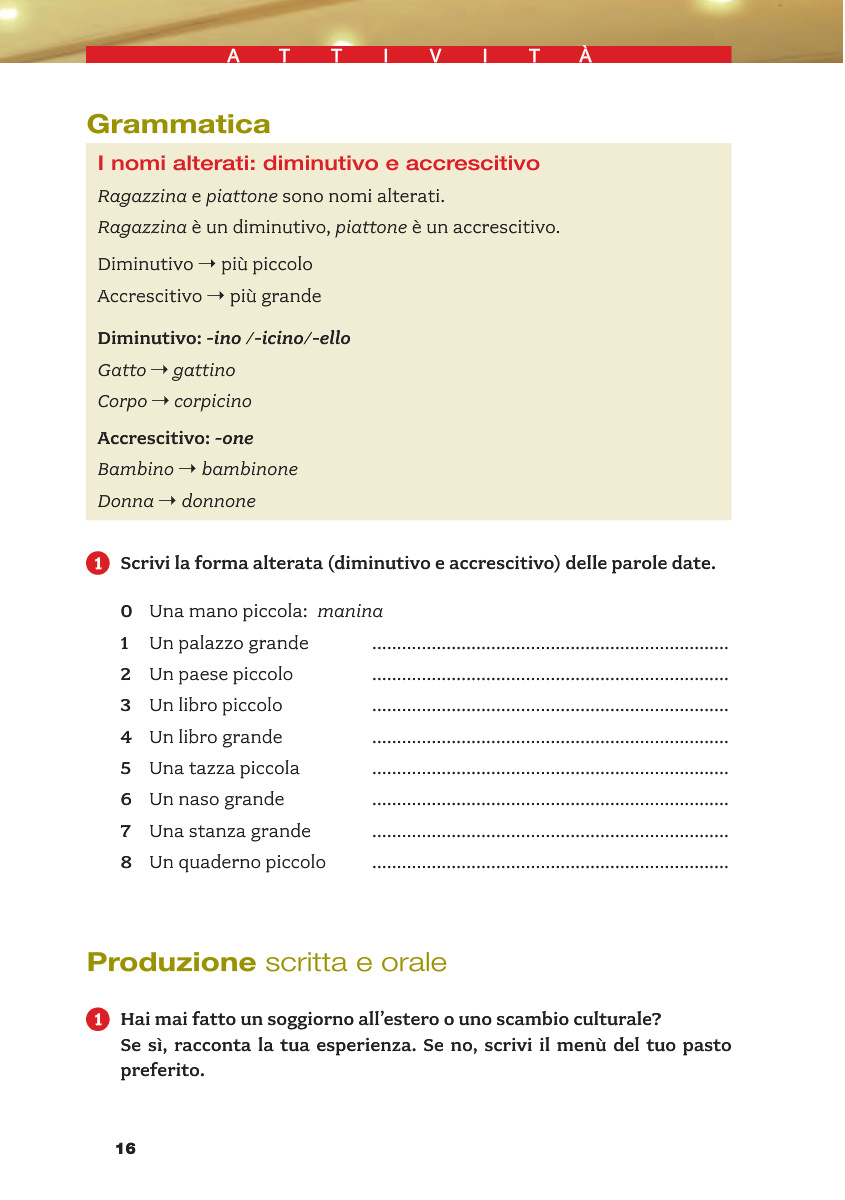 ATTIVITÀ
Grammatica
I nomi alterati: diminutivo e accrescitivo
Ragazzina e piattone sono nomi alterati.
Ragazzina è un diminutivo, piattone è un accrescitivo.
Diminutivo → più piccolo
Accrescitivo → più grande
Diminutivo: -ino /-icino/-ello
Gatto → gattino
Corpo → corpicino
Accrescitivo: -one
Bambino → bambinone
Donna → donnone
1 Scrivi la forma alterata (diminutivo e accrescitivo) delle parole date.
0 Una mano piccola: manina
1 Un palazzo grande ........................................................................
2 Un paese piccolo ........................................................................
3 Un libro piccolo ........................................................................
4 Un libro grande ........................................................................
5 Una tazza piccola ........................................................................
6 Un naso grande ........................................................................
7 Una stanza grande ........................................................................
8 Un quaderno piccolo ........................................................................
Produzione scritta e orale
1 Hai mai fatto un soggiorno all’estero o uno scambio culturale?
Se sì, racconta la tua esperienza. Se no, scrivi il menù del tuo pasto
preferito.
16